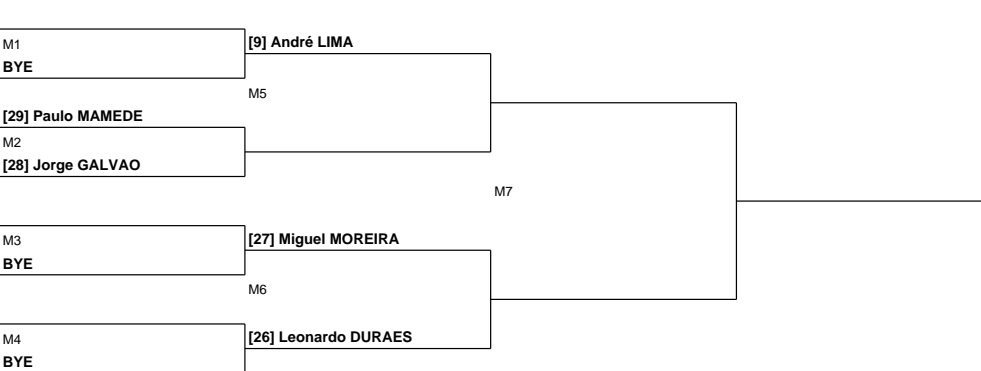 M1
[9] André LIMA
BYE
M5
[29] Paulo MAMEDE
M2
[28] Jorge GALVAO
M7
M3
[27] Miguel MOREIRA
BYE
M6
M4
[26] Leonardo DURAES
BYE